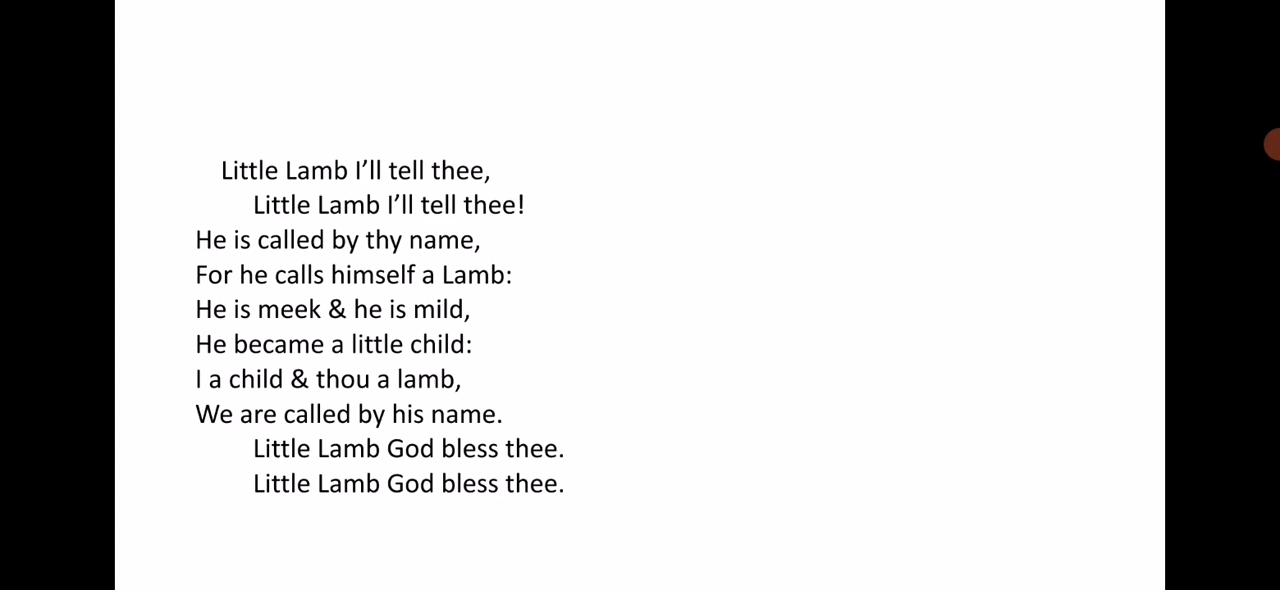 Little Lamb I’ll tell thee,
Little Lamb I’ll tell thee!
He is called by thy name,
For he calls himself a Lamb:
He is meek & he is mild,
He became a little child:
I a child & thou a lamb,
We are called by his name.
Little Lamb God bless thee.
Little Lamb God bless thee.